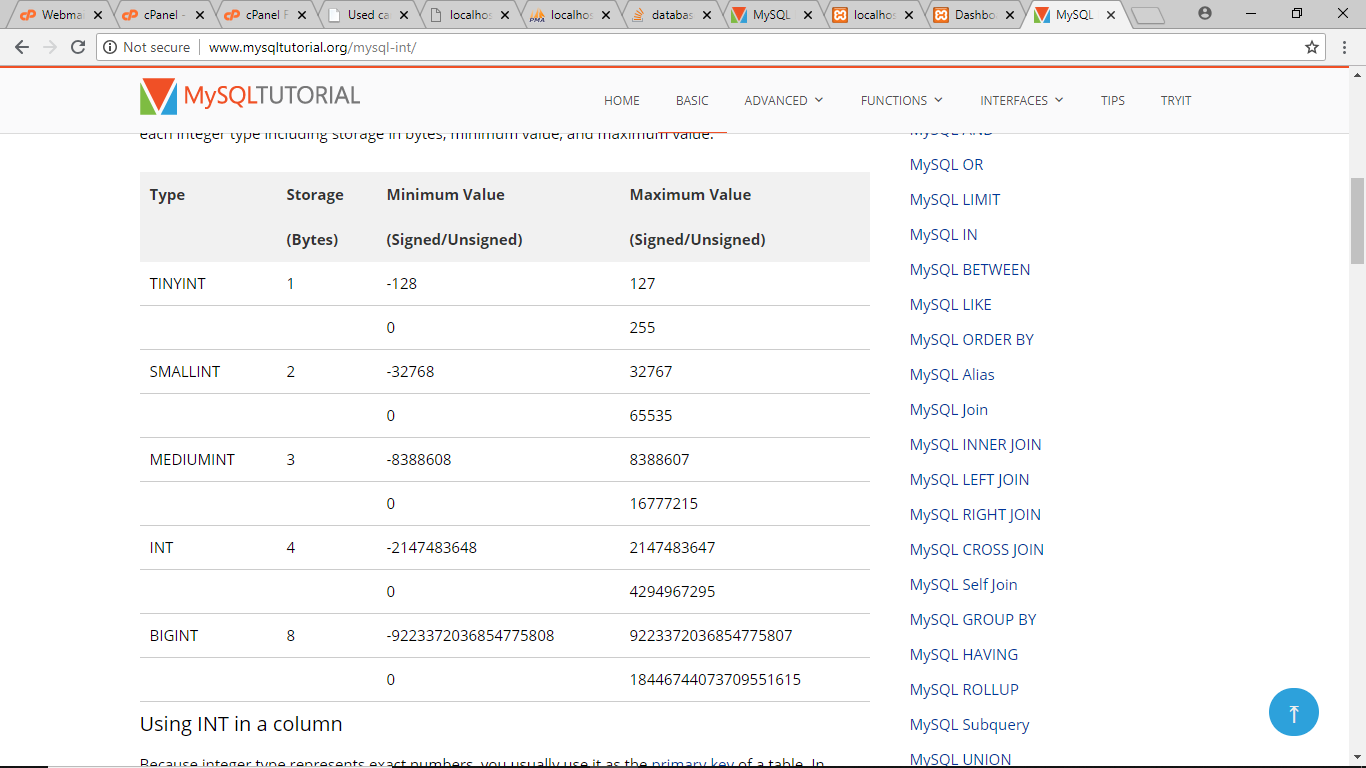 Webma
cPanel -
cPanel F
Used ca
localhos
PMA localhos
databas
MySQL
localhos
Dashbo
MySQL
Not secure www.mysqltutorial.org/mysql-int/
MySQLTUTORIAL
HOME BASIC ADVANCED FUNCTIONS INTERFACES TIPS TRYIT
each integer type including storage in bytes, minimum value, and maximum value.
Type Storage Minimum Value Maximum Value
(Bytes) (Signed/Unsigned) (Signed/Unsigned)
TINYINT 1 -128 127
0 255
SMALLINT 2 -32768 32767
0 65535
MEDIUMINT 3 -8388608 8388607
0 16777215
INT 4 -2147483648 2147483647
0 4294967295
BIGINT 8 -9223372036854775808 9223372036854775807
0 18446744073709551615
Using INT in a column
Because integer type represents exact numbers, you usually use it as the primary key of a table. In
MySQL AND
MySQL OR
MySQL LIMIT
MySQL IN
MySQL BETWEEN
MySQL LIKE
MySQL ORDER BY
MySQL Alias
MySQL Join
MySQL INNER JOIN
MySQL LEFT JOIN
MySQL RIGHT JOIN
MySQL CROSS JOIN
MySQL Self Join
MySQL GROUP BY
MySQL HAVING
MySQL ROLLUP
MySQL Subquery
MySQL UNION